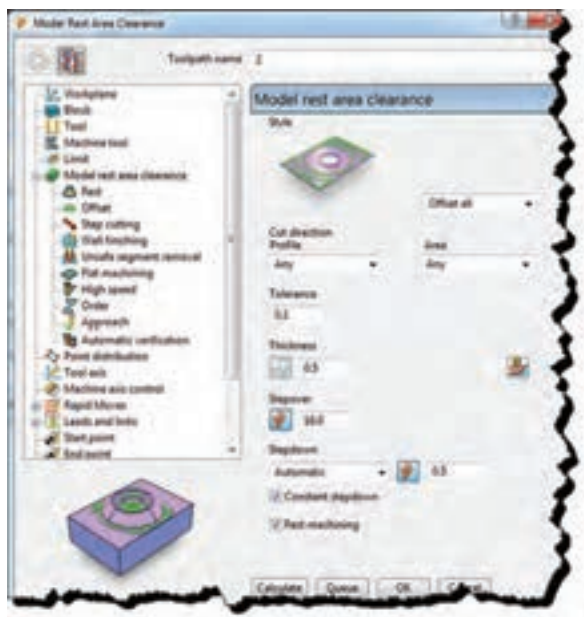 Model Rest Area Clearance
Toolpath name 2
Workplane
Block
Tool
Machine tool
Limit
Model rest area clearance
Rest
Offset
Step cutting
Wall finishing
Unsafe segment removal
Flat machining
High speed
Order
Approach
Automatic verification
Point distribution
Tool axis
Machine axis control
Rapid Moves
Leads and links
Start point
End point
Model rest area clearance
Style
Offset all
Cut direction
Profile Area
Any Any
Tolerance
Thickness
0.5
Stepover
10.0
Stepdown
Automatic 0.5
Constant stepdown
Rest machining
Calculate Queue OK Cancel